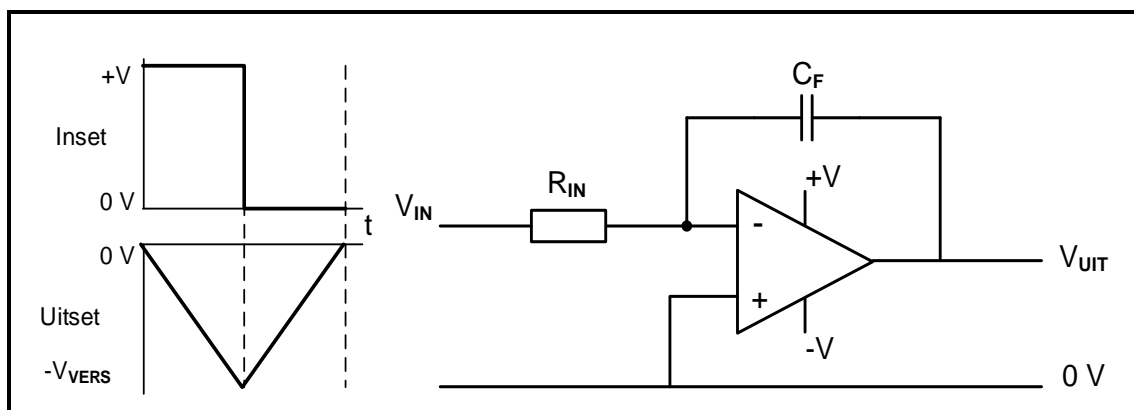 +V
Inset
0 V
t
0 V
Uitset
-VVERS
CF
RIN
VIN
+V
-
+
-V
VUIT
0 V